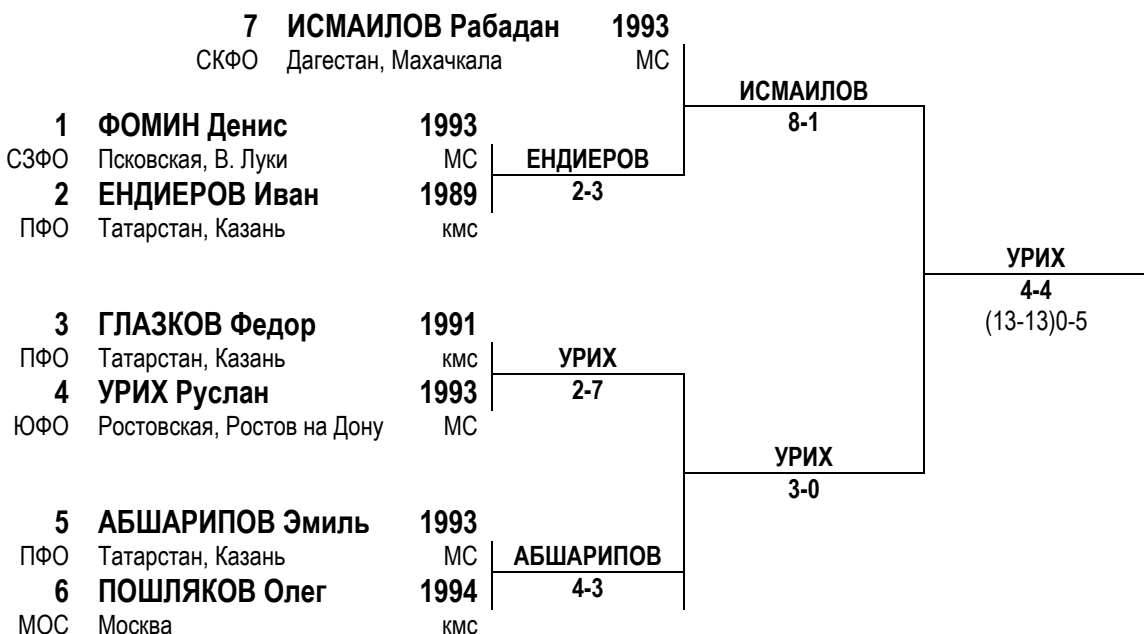 7 ИСМАИЛОВ Рабадан 1993
СКФО Дагестан, Махачкала МС
ИСМАИЛОВ
8-1
1 ФОМИН Денис 1993
СЗФО Псковская, В. Луки МС
ЕНДИЕРОВ
2 ЕНДИЕРОВ Иван 1989
2-3
ПФО Татарстан, Казань кмс
УРИХ
4-4
(13-13)0-5
3 ГЛАЗКОВ Федор 1991
ПФО Татарстан, Казань кмс
УРИХ
4 УРИХ Руслан 1993
2-7
ЮФО Ростовская, Ростов на Дону МС
УРИХ
3-0
5 АБШАРИПОВ Эмиль 1993
ПФО Татарстан, Казань МС
АБШАРИПОВ
6 ПОШЛЯКОВ Олег 1994
4-3
МОС Москва кмс